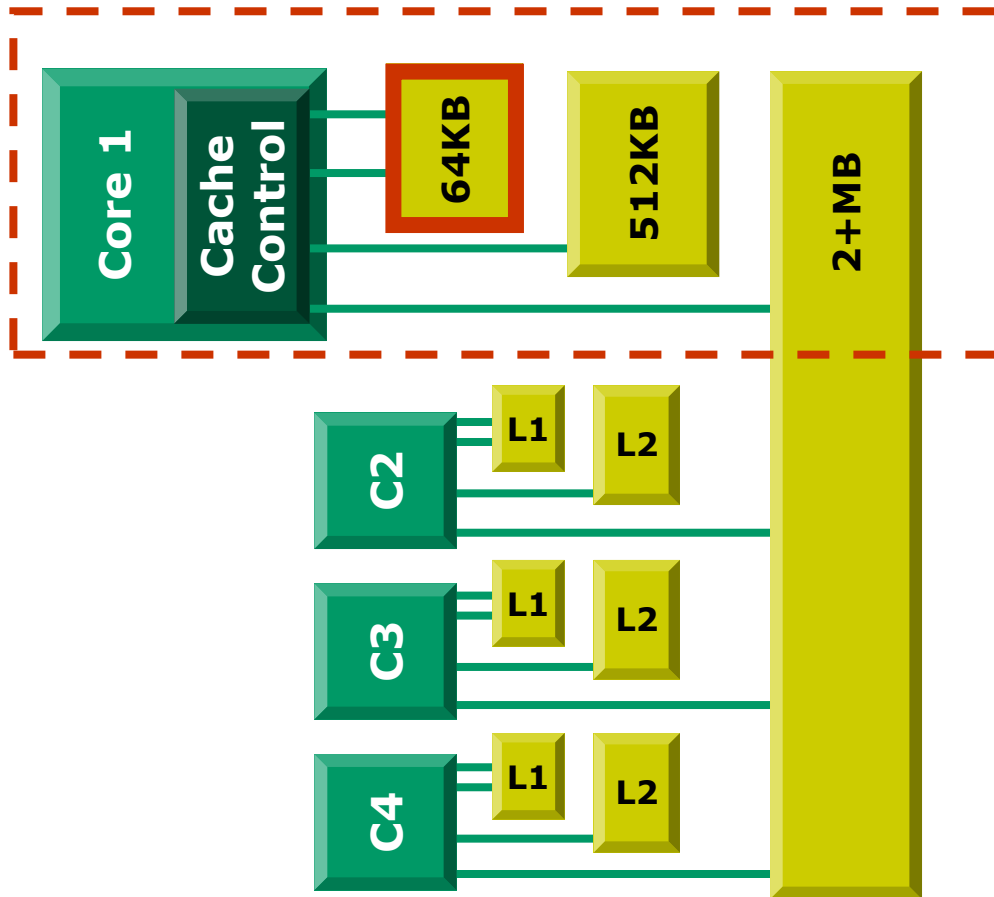 Core 1
Cache
Control
64KB
512KB
2+MB
C2
L1
L2
C3
L1
L2
C4
L1
L2